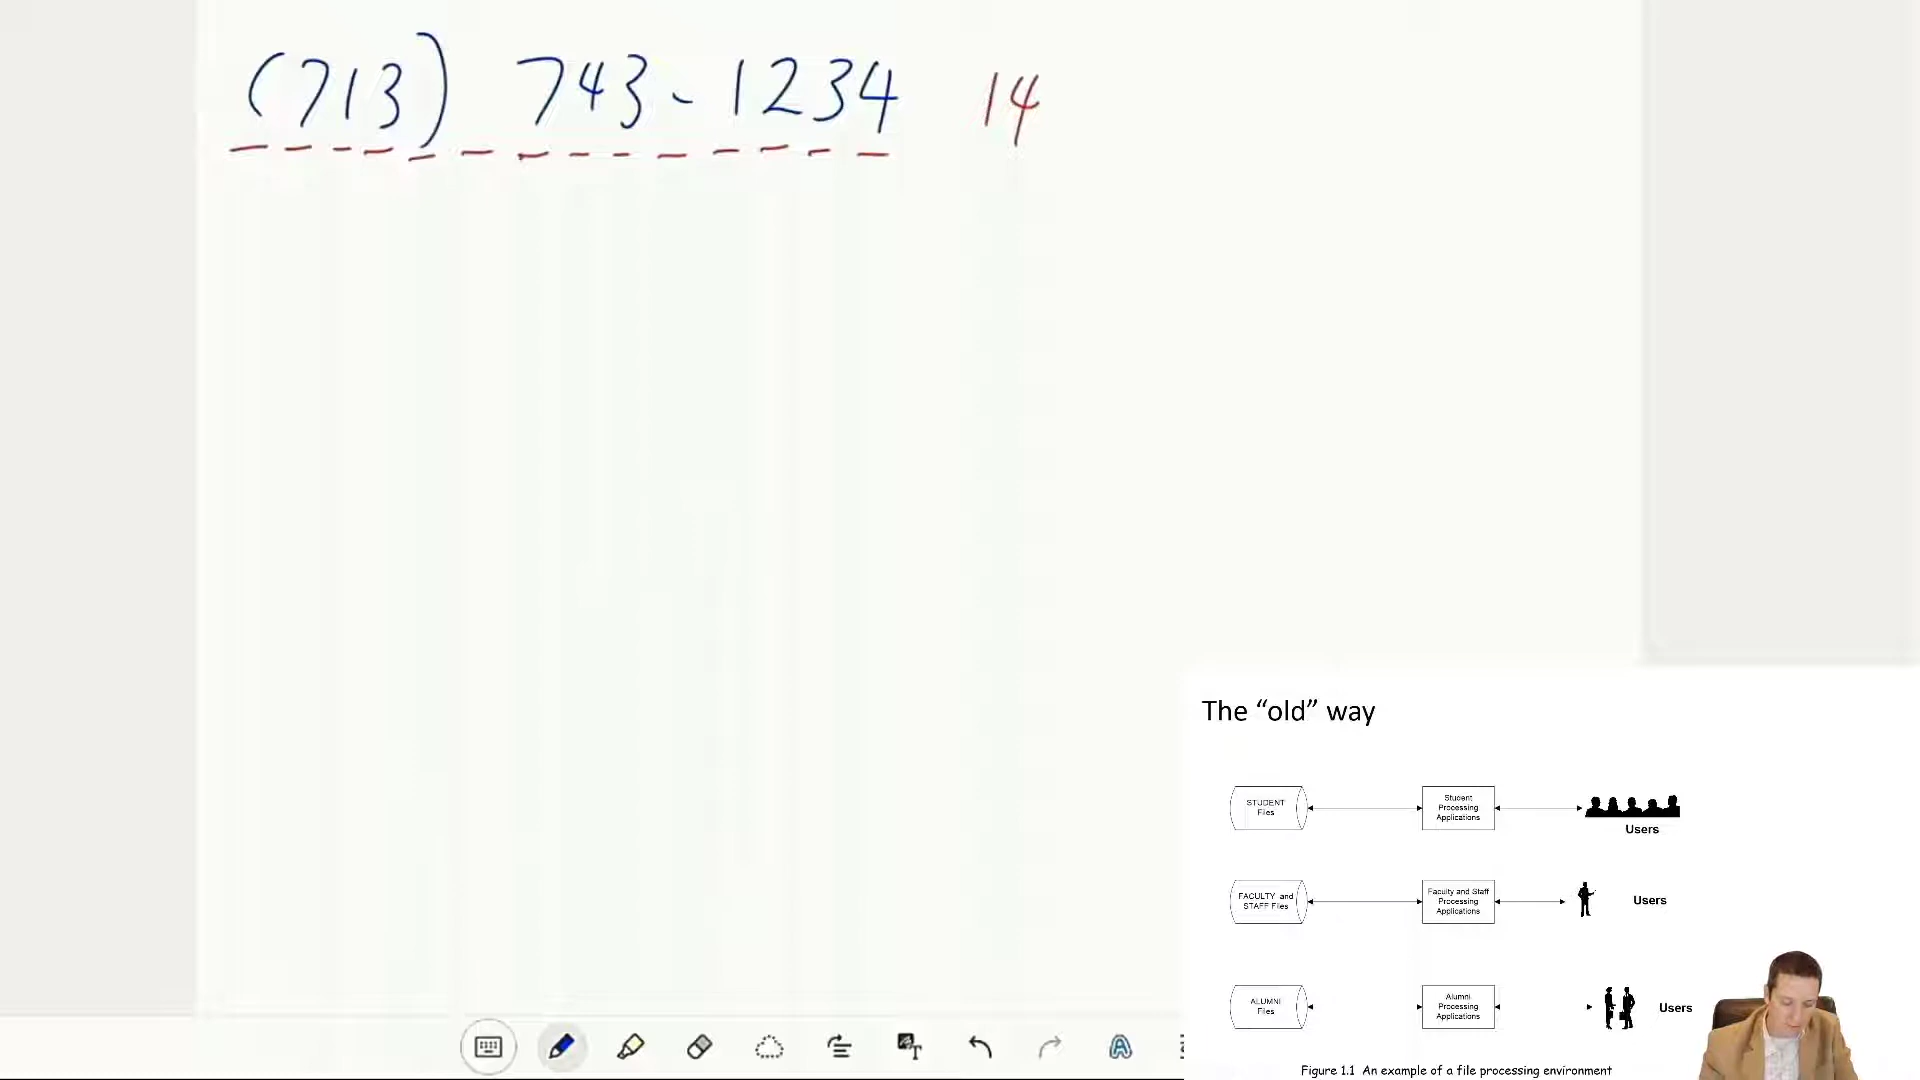 (713) 743-1234 14
The “old” way
STUDENT
Files
Student
Processing
Applications
Users
FACULTY and
STAFF Files
Faculty and Staff
Processing
Applications
Users
ALUMNI
Files
Alumni
Processing
Applications
Users
Figure 1.1 An example of a file processing environment